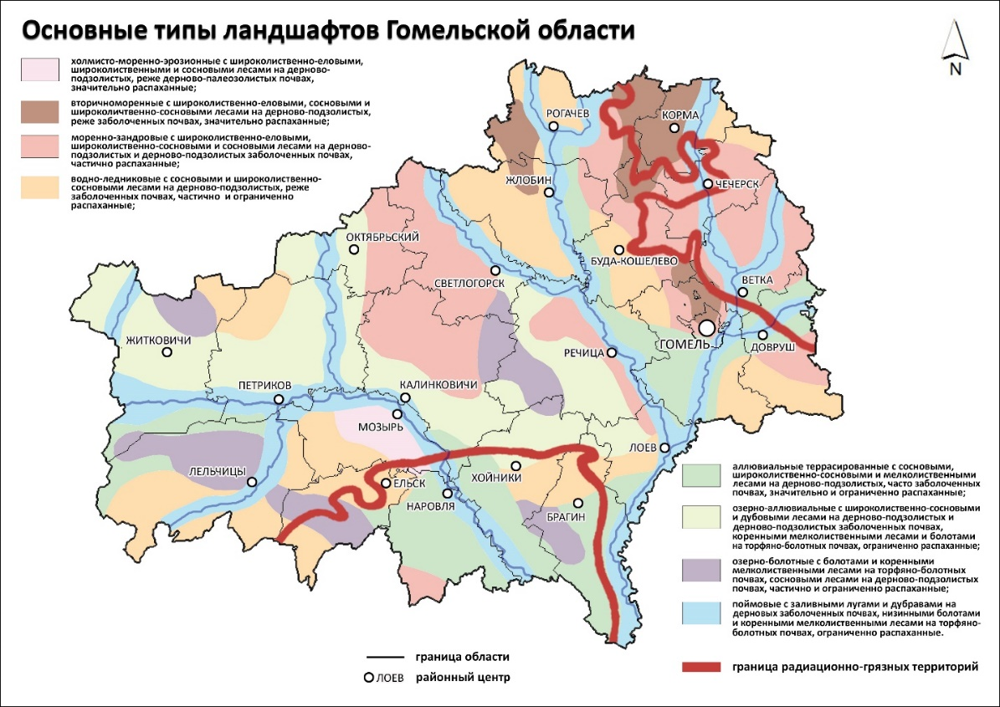 Основные типы ландшафтов Гомельской области
N
холмисто-моренно-эрозионные с широколиственно-еловыми,
широколиственными и сосновыми лесами на дерново-
подзолистых, реже дерново-палеозолистых почвах,
значительно распаханные;
вторичноморенные с широколиственно-еловыми, сосновыми и
широколичтвенно-сосновыми лесами на дерново-подзолистых,
реже заболоченных почвах, значительно распаханные;
моренно-зандровые с широколиственно-еловыми,
широколиственно-сосновыми и сосновыми лесами на дерново-
подзолистых и дерново-подзолистых заболоченных почвах,
частично распаханные;
водно-ледниковые с сосновыми и широколиственно-
сосновыми лесами на дерново-подзолистых, реже
заболоченных почвах, частично и ограниченно
распаханные;
РОГАЧЕВ
КОРМА
ЖЛОБИН
ЧЕЧЕРСК
ОКТЯБРЬСКИЙ
БУДА-КОШЕЛЕВО
СВЕТЛОГОРСК
ВЕТКА
ЖИТКОВИЧИ
РЕЧИЦА
ГОМЕЛЬ
ДОВРУШ
ПЕТРИКОВ
КАЛИНКОВИЧИ
МОЗЫРЬ
ЛОЕВ
ЛЕЛЬЧИЦЫ
ЕЛЬСК
ХОЙНИКИ
НАРОВЛЯ
БРАГИН
аллювиальные террасированные с сосновыми,
широколиственно-сосновыми и мелколиственными
лесами на дерново-подзолистых, часто заболоченных
почвах, значительно и ограниченно распаханные;
озерно-аллювиальные с широколиственно-сосновыми
и дубовыми лесами на дерново-подзолистых и
дерново-подзолистых заболоченных почвах,
коренными мелколиственными лесами и болотами
на торфяно-болотных почвах, ограниченно распаханные;
озерно-болотные с болотами и коренными
мелколиственными лесами на торфяно-болотных
почвах, сосновыми лесами на дерново-подзолистых
почвах, частично и ограниченно распаханные;
поймовые с заливными лугами и дубравами на
дерновых заболоченных почвах, низинными болотами
и коренными мелколиственными лесами на торфяно-
болотных почвах, ограниченно распаханные.
граница области
ЛОЕВ районный центр
граница радиационно-грязных территорий